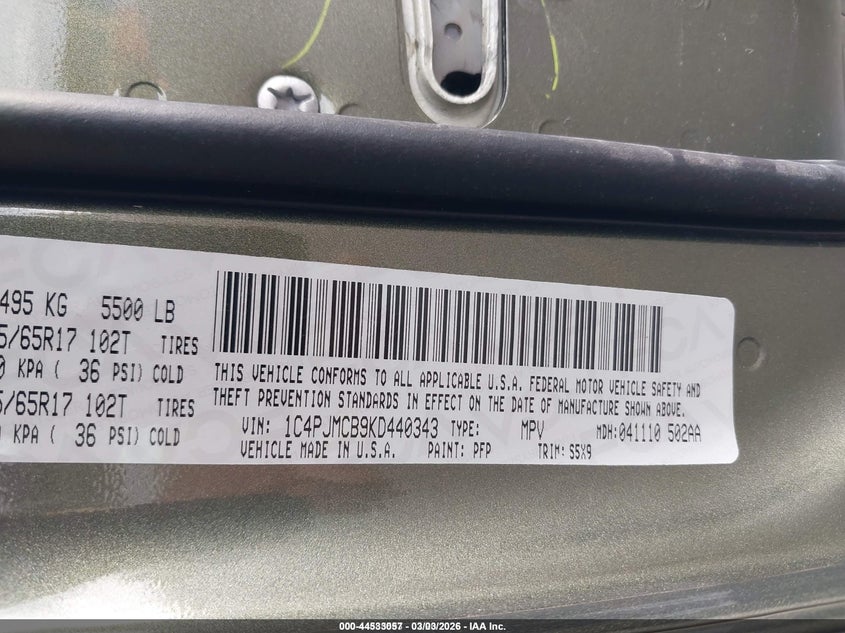 495 KG 5500 LB
5/65R17 102T TIRES
0 KPA ( 36 PSI) COLD
5/65R17 102T TIRES
KPA ( 36 PSI) COLD
THIS VEHICLE CONFORMS TO ALL APPLICABLE U.S.A. FEDERAL MOTOR VEHICLE SAFETY AND
THEFT PREVENTION STANDARDS IN EFFECT ON THE DATE OF MANUFACTURE SHOWN ABOVE.
VIN: 1C4PJMCB9KD440343 TYPE: MPV MDH: 041110 502AA
VEHICLE MADE IN U.S.A. PAINT: PFP TRIM: S5X9
000-44533057 - 03/03/2026 - IAA Inc.